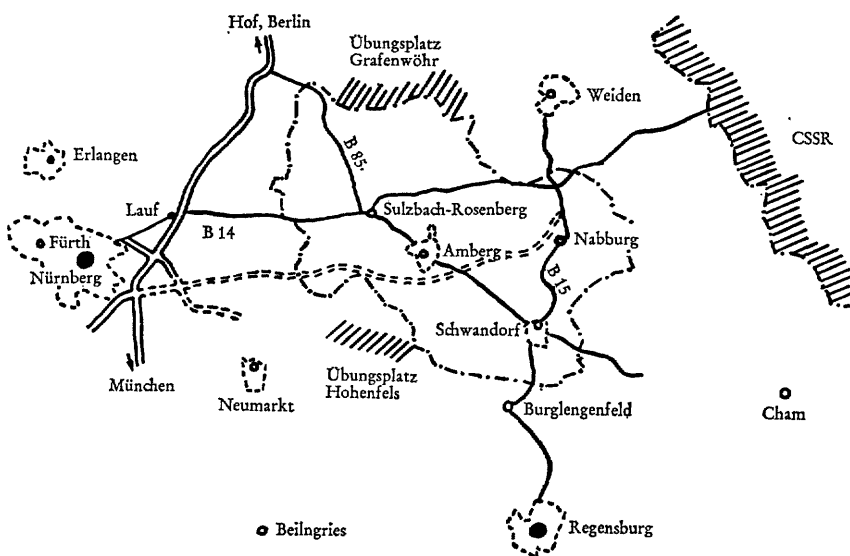 Hof, Berlin
Übungsplatz
Grafenwöhr
Weiden
CSSR
Erlangen
B 85
Lauf
Sulzbach-Rosenberg
B 14
Fürth
Nürnberg
Amberg
Nabburg
B 15
Schwandorf
München
Neumarkt
Übungsplatz
Hohenfels
Burglengenfeld
Cham
Beilngries
Regensburg